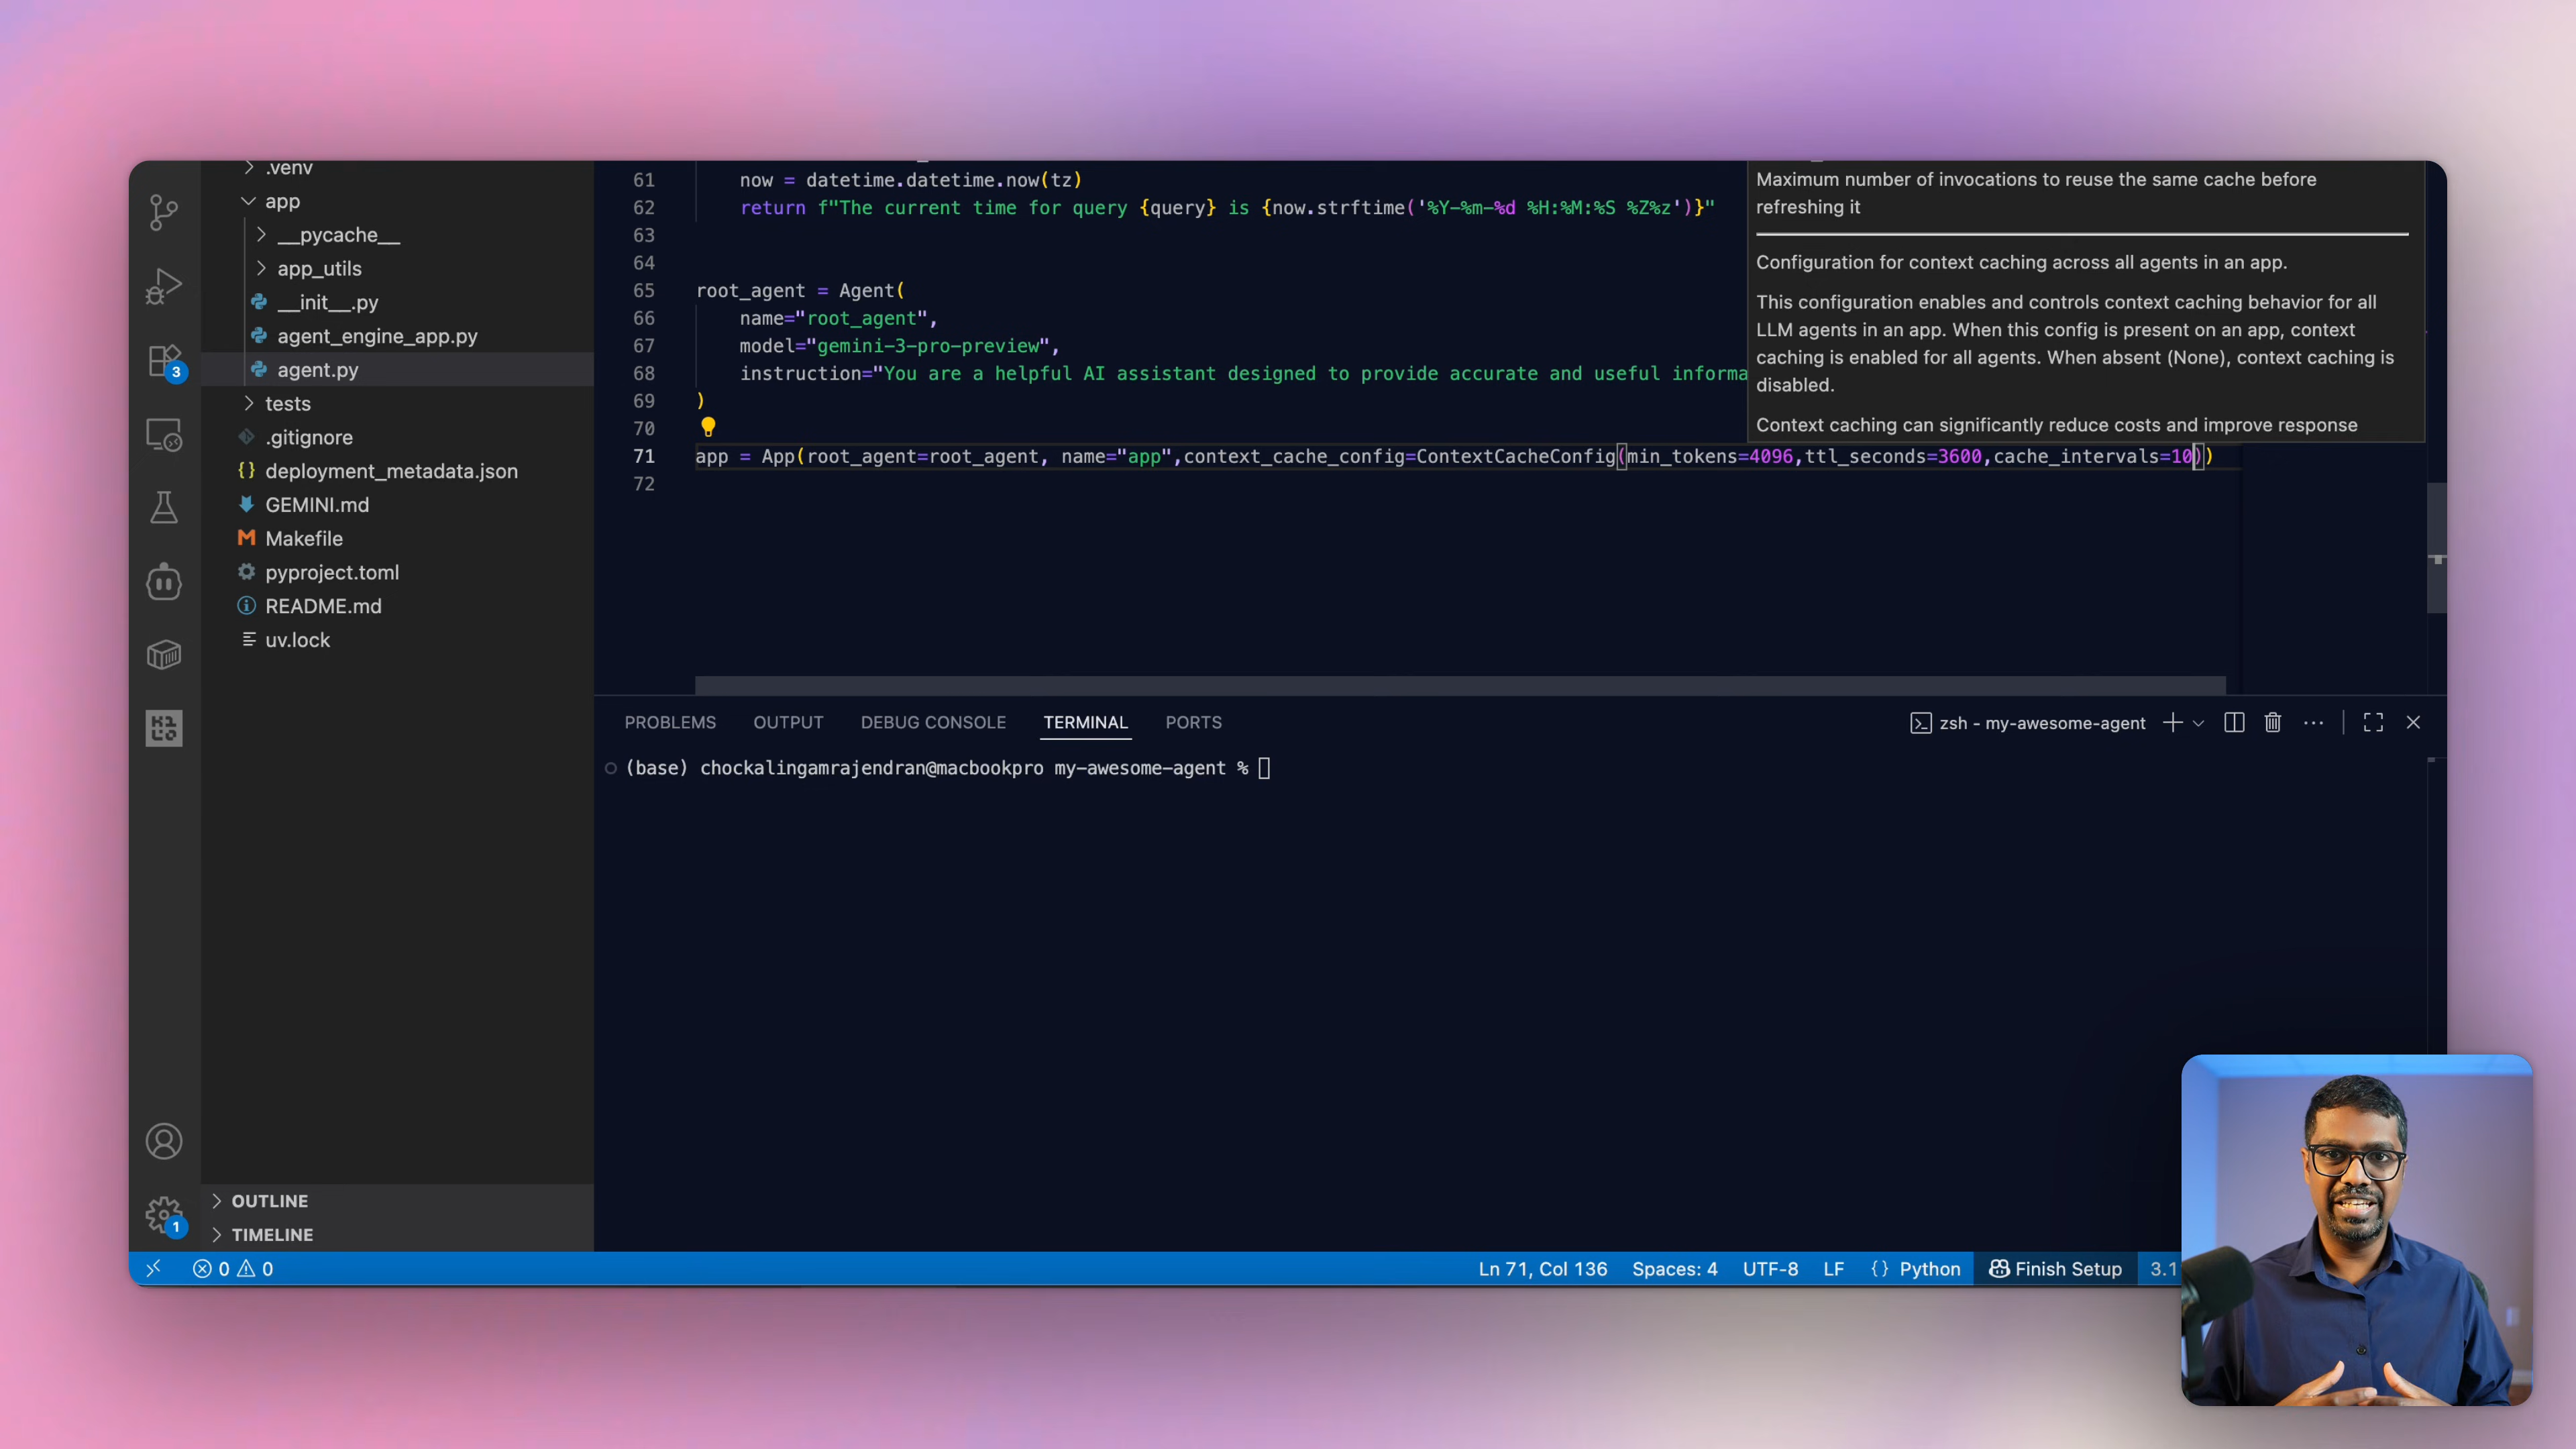 .venv
app
__pycache__
app_utils
__init__.py
agent_engine_app.py
agent.py
tests
.gitignore
deployment_metadata.json
GEMINI.md
Makefile
pyproject.toml
README.md
uv.lock
OUTLINE
TIMELINE
3
1
61 now = datetime.datetime.now(tz)
62 return f"The current time for query {query} is {now.strftime('%Y-%m-%d %H:%M:%S %Z%z')}"
63
64
65 root_agent = Agent(
66 name="root_agent",
67 model="gemini-3-pro-preview",
68 instruction="You are a helpful AI assistant designed to provide accurate and useful informa
69 )
70
71 app = App(root_agent=root_agent, name="app",context_cache_config=ContextCacheConfig(min_tokens=4096,ttl_seconds=3600,cache_intervals=10))
72
Maximum number of invocations to reuse the same cache before
refreshing it
Configuration for context caching across all agents in an app.
This configuration enables and controls context caching behavior for all
LLM agents in an app. When this config is present on an app, context
caching is enabled for all agents. When absent (None), context caching is
disabled.
Context caching can significantly reduce costs and improve response
PROBLEMS OUTPUT DEBUG CONSOLE TERMINAL PORTS
zsh - my-awesome-agent
(base) chockalingamrajendran@macbookpro my-awesome-agent %
0 0
Ln 71, Col 136 Spaces: 4 UTF-8 LF {} Python Finish Setup 3.1